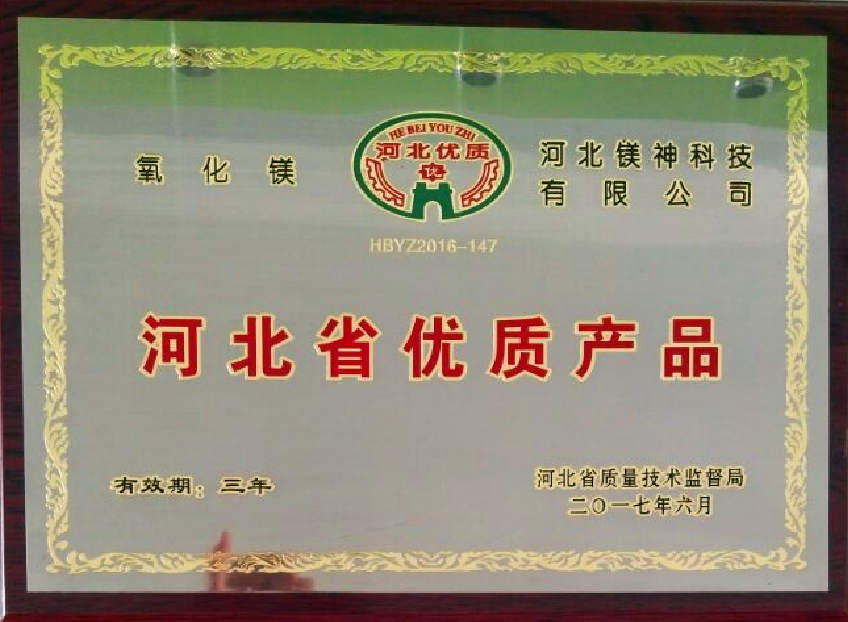 氧化镁
HE BEI YOU ZHI
河北优质
HBYZ2016-147
河北镁神科技
有限公司
河北省优质产品
有效期：三年
河北省质量技术监督局
二〇一七年六月